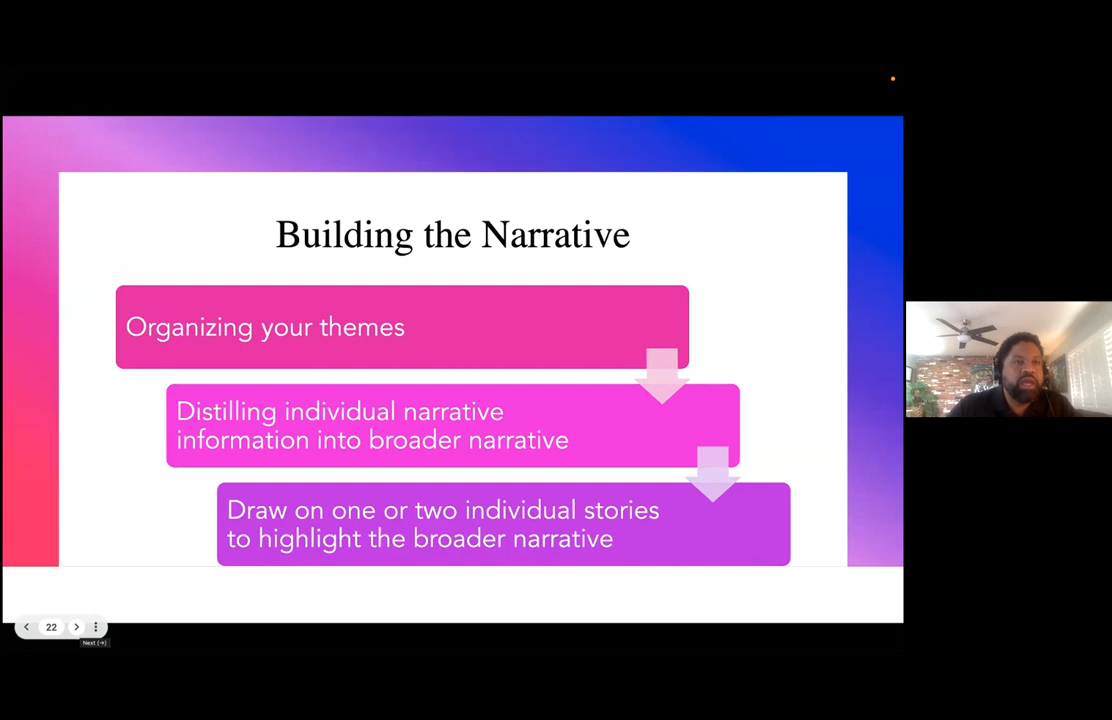 Building the Narrative
Organizing your themes
Distilling individual narrative
information into broader narrative
Draw on one or two individual stories
to highlight the broader narrative
22
Next (→)